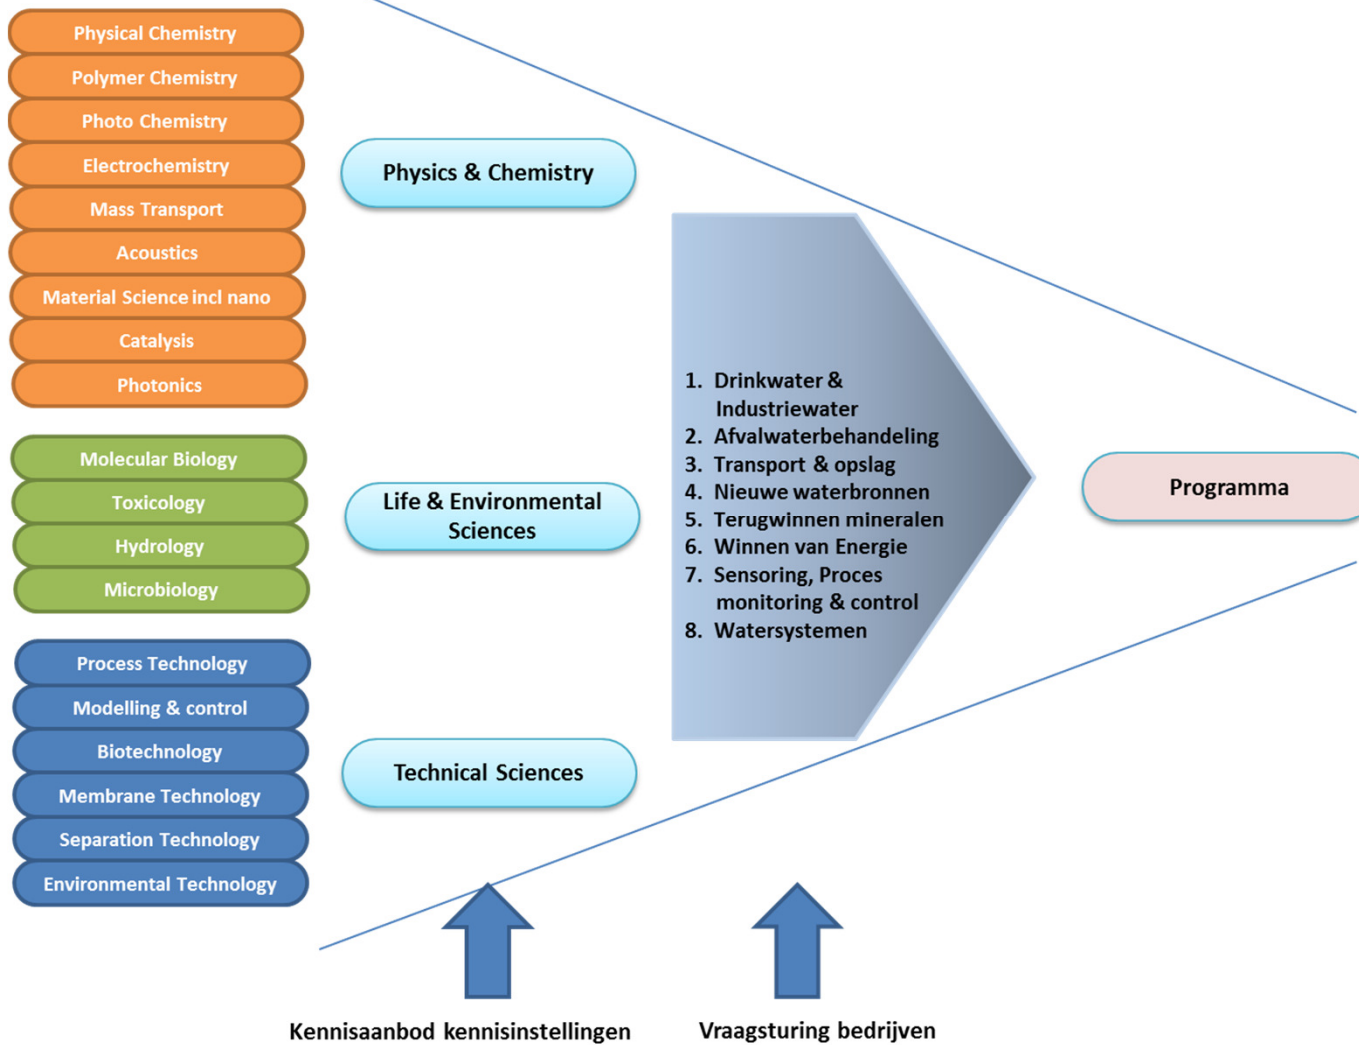 Physical Chemistry
Polymer Chemistry
Photo Chemistry
Electrochemistry
Mass Transport
Acoustics
Material Science incl nano
Catalysis
Photonics
Molecular Biology
Toxicology
Hydrology
Microbiology
Process Technology
Modelling & control
Biotechnology
Membrane Technology
Separation Technology
Environmental Technology
Physics & Chemistry
Life & Environmental
Sciences
Technical Sciences
1. Drinkwater &
Industriewater
2. Afvalwaterbehandeling
3. Transport & opslag
4. Nieuwe waterbronnen
5. Terugwinnen mineralen
6. Winnen van Energie
7. Sensoring, Proces
monitoring & control
8. Watersystemen
Programma
Kennisaanbod kennisinstellingen
Vraagsturing bedrijven